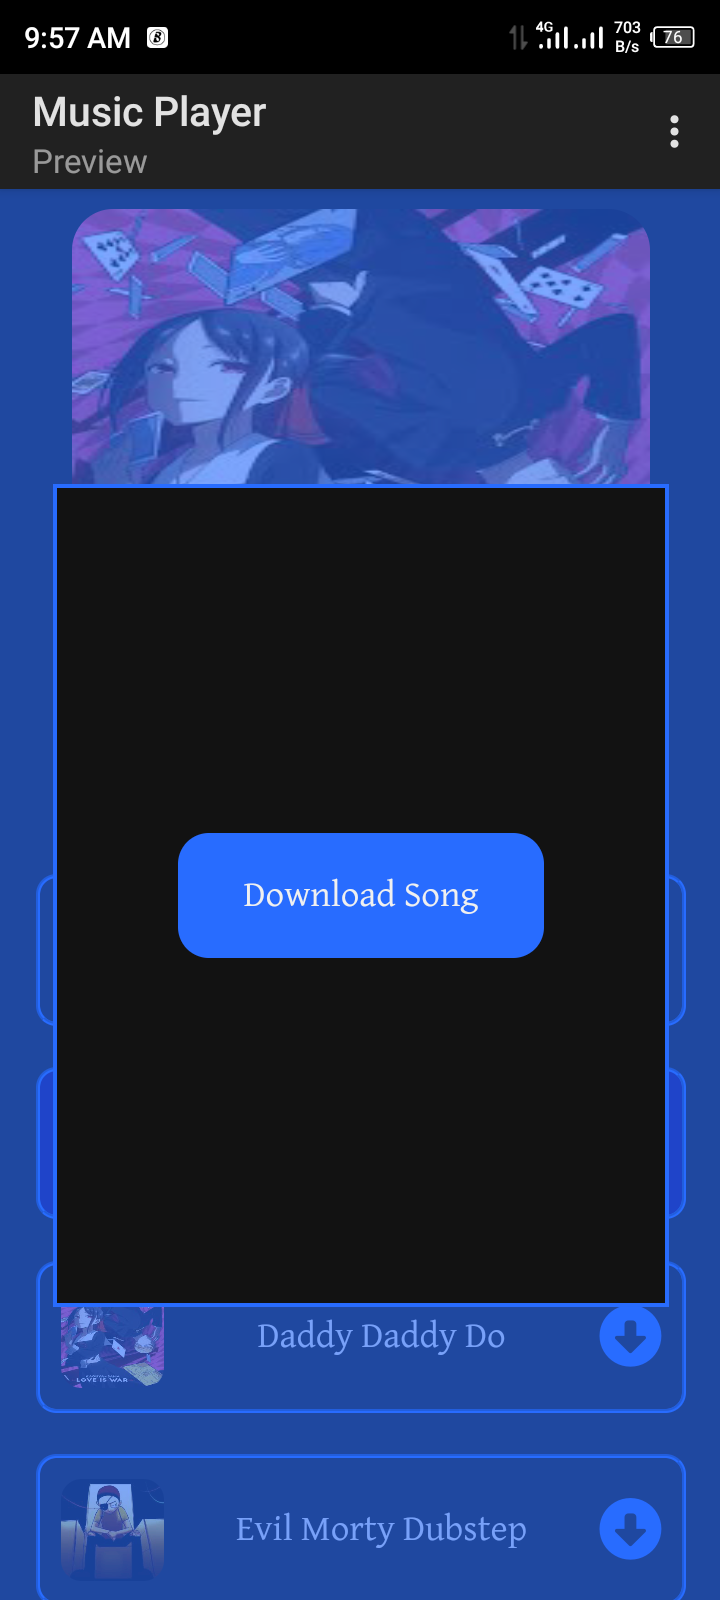 9:57 AM
4G
703
B/s
76
Music Player
Preview
Download Song
Daddy Daddy Do
LOVE IS WAR
Evil Morty Dubstep